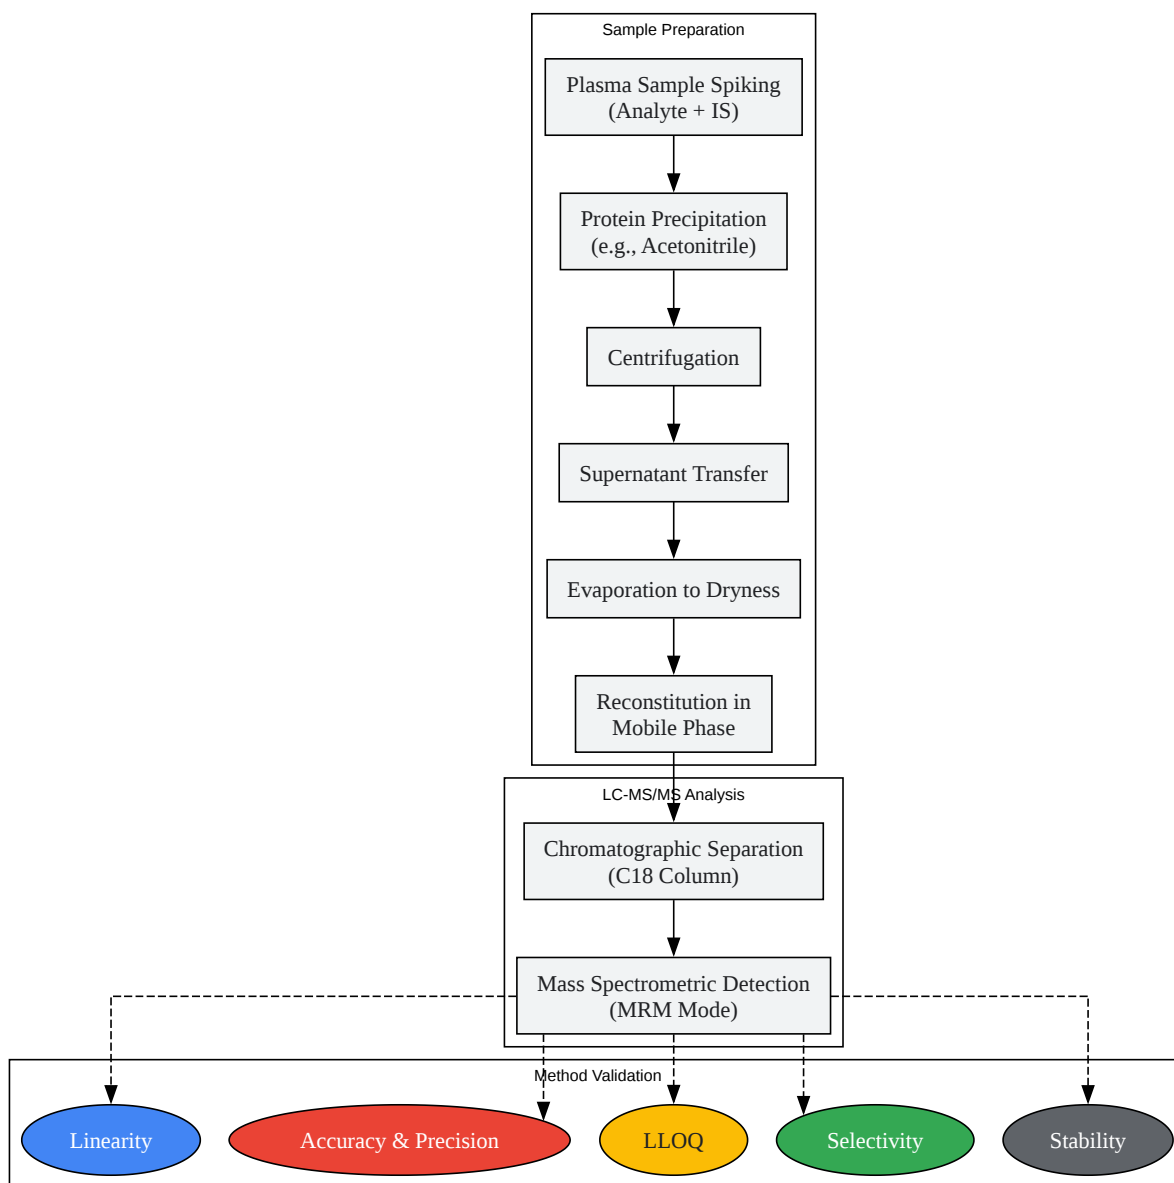 Sample Preparation
Plasma Sample Spiking
(Analyte + IS)
Protein Precipitation
(e.g., Acetonitrile)
Centrifugation
Supernatant Transfer
Evaporation to Dryness
Reconstitution in
Mobile Phase
LC-MS/MS Analysis
Chromatographic Separation
(C18 Column)
Mass Spectrometric Detection
(MRM Mode)
Method Validation
Linearity
Accuracy & Precision
LLOQ
Selectivity
Stability